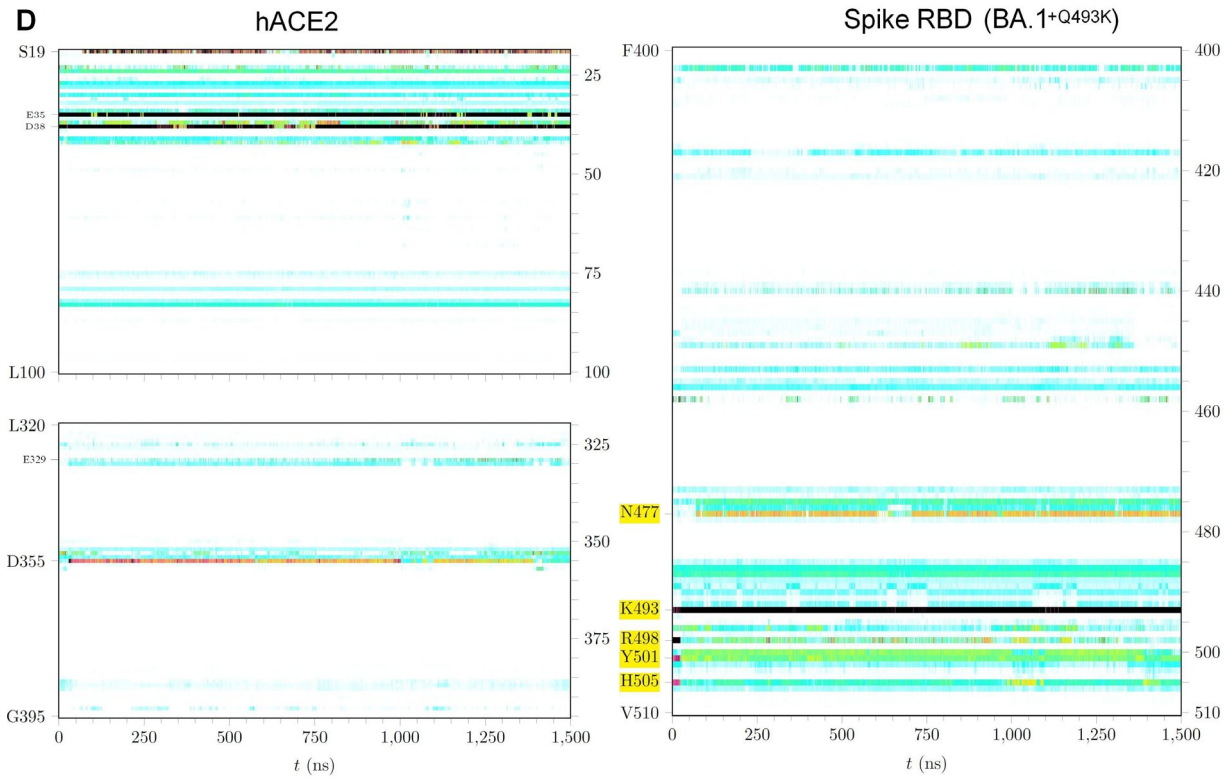 D
hACE2
Spike RBD (BA.1+Q493K)
S19
E35
D38
L100
25
50
75
100
L320
E329
D355
G395
325
350
375
0
250
500
750
1,000
1,250
1,500
t (ns)
F400
N477
K493
R498
Y501
H505
V510
400
420
440
460
480
500
510
0
250
500
750
1,000
1,250
1,500
t (ns)